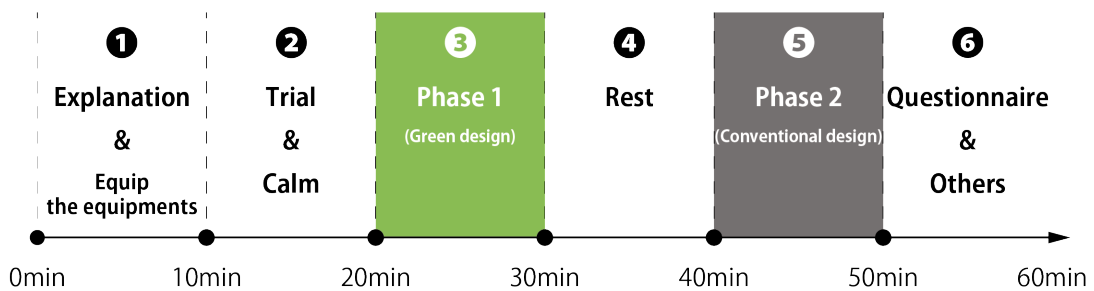 1
Explanation
&
Equip
the equipments
2
Trial
&
Calm
3
Phase 1
(Green design)
4
Rest
5
Phase 2
(Conventional design)
6
Questionnaire
&
Others
0min
10min
20min
30min
40min
50min
60min